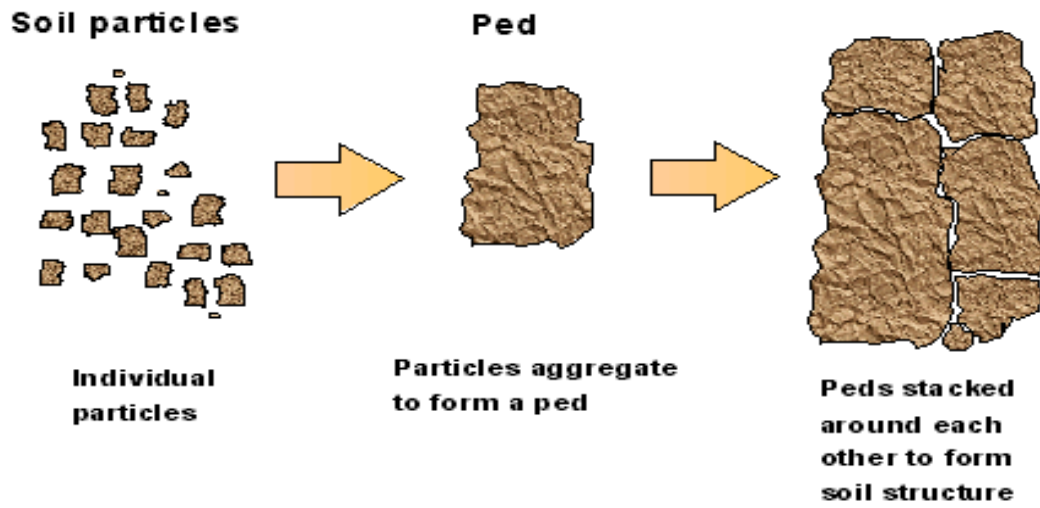 Soil particles
Ped
Individual
particles
Particles aggregate
to form a ped
Peds stacked
around each
other to form
soil structure